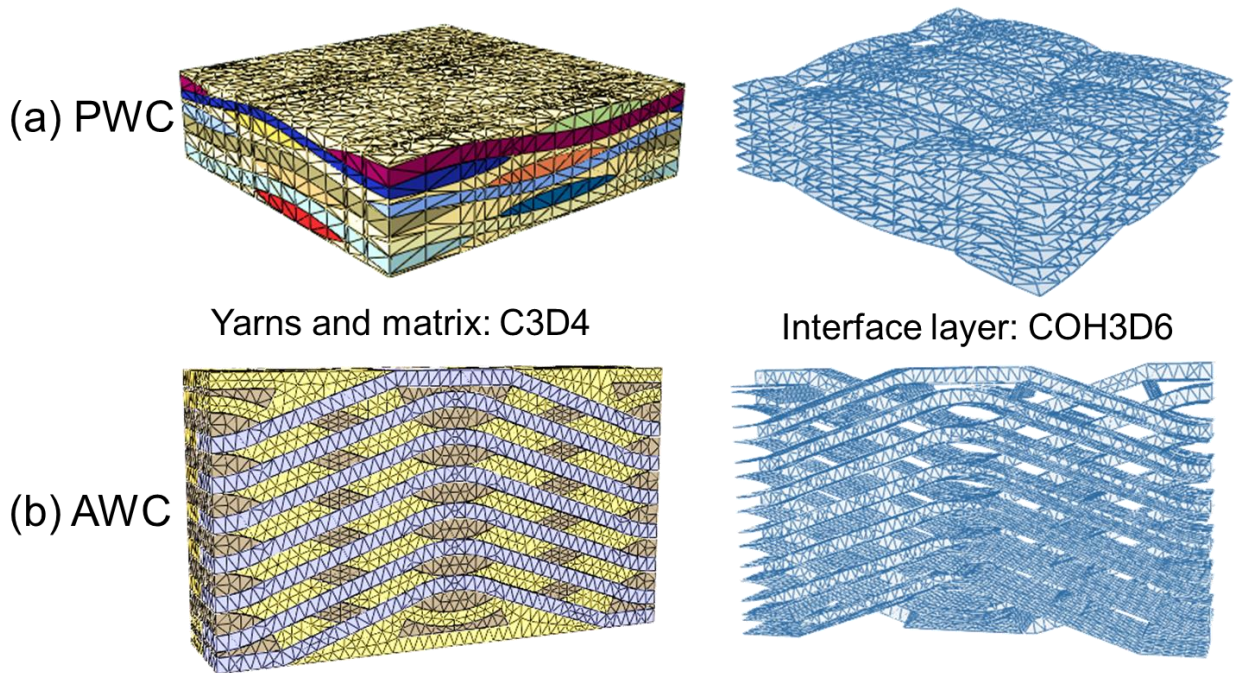 (a) PWC
Yarns and matrix: C3D4
Interface layer: COH3D6
(b) AWC